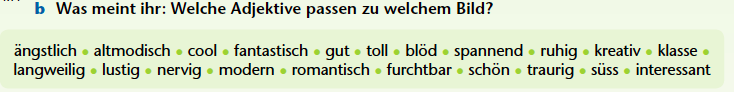 b Was meint ihr: Welche Adjektive passen zu welchem Bild?
ängstlich • altmodisch • cool • fantastisch • gut • toll • blöd • spannend • ruhig • kreativ • klasse •
langweilig • lustig • nervig • modern • romantisch • furchtbar • schön • traurig • süss • interessant